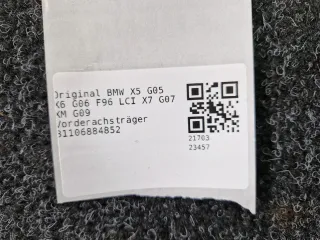 Original BMW X5 G05
X6 G06 F96 LCI X7 G07
XM G09
Vorderachsträger
31106884852
21703
23457